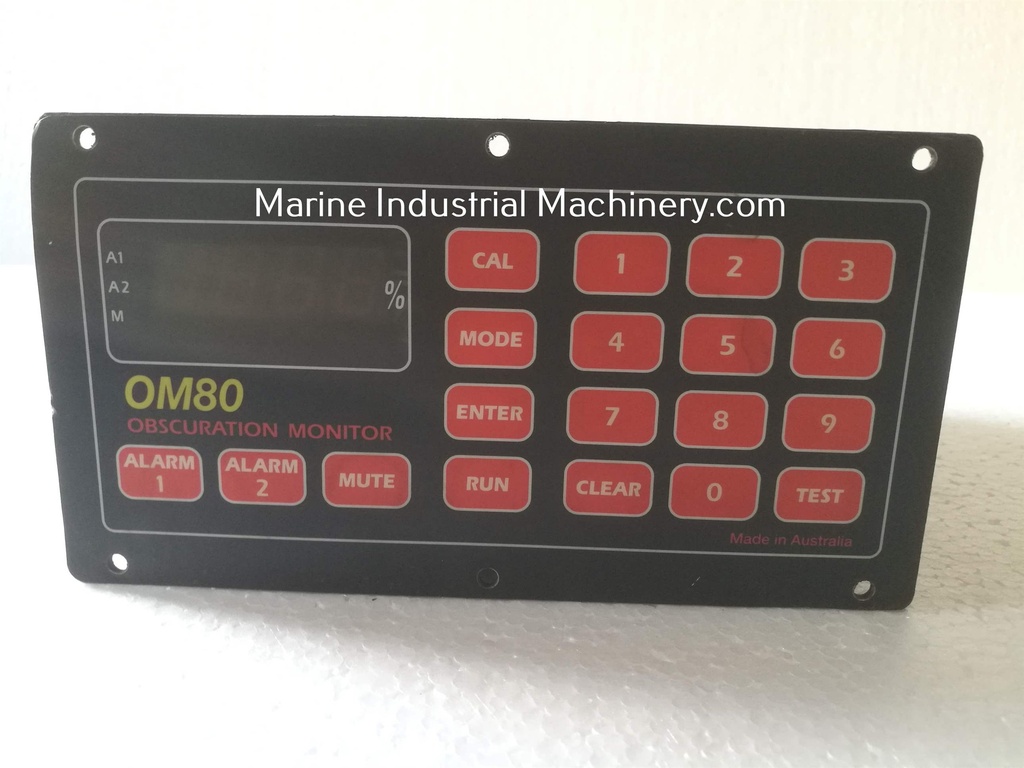 Marine Industrial Machinery.com
A1
A2
M
%
OM80
OBSCURATION MONITOR
ALARM
1
ALARM
2
MUTE
CAL
1
2
3
MODE
4
5
6
ENTER
7
8
9
RUN
CLEAR
0
TEST
Made in Australia